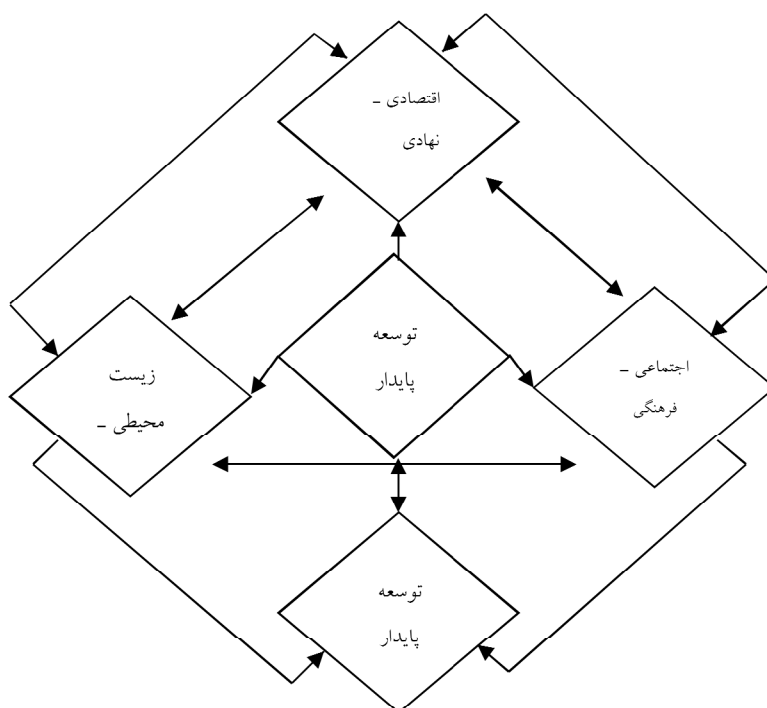 اقتصادی –
نهادی
توسعه
پایدار
اجتماعی –
فرهنگی
زیست
محیطی –
توسعه
پایدار